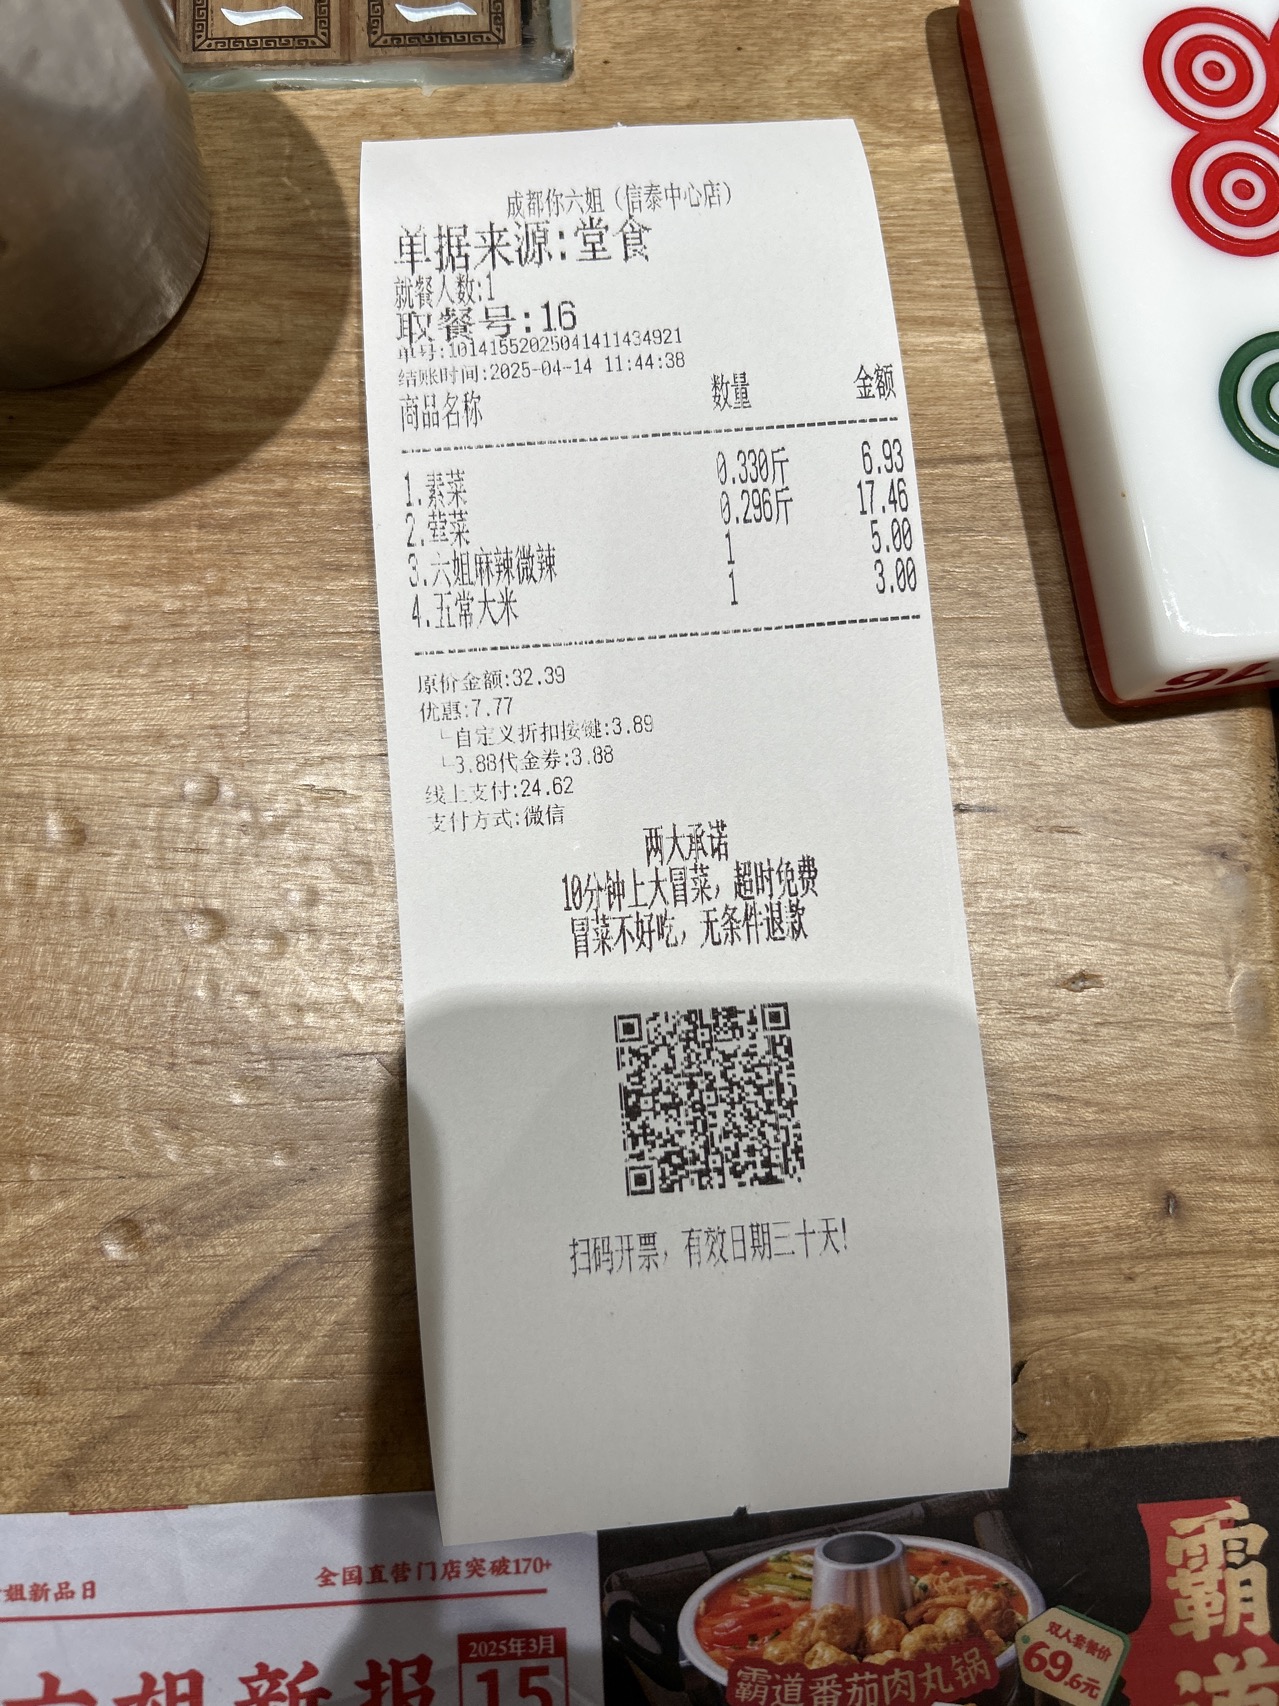 成都你六姐（信泰中心店）
单据来源:堂食
就餐人数:1
取餐号:16
单号:10141552025041411434921
结账时间:2025-04-14 11:44:38
商品名称 数量 金额
1.素菜 0.330斤 6.93
2.荤菜 0.296斤 17.46
3.六姐麻辣微辣 1 5.00
4.五常大米 1 3.00
原价金额:32.39
优惠:7.77
└自定义折扣按键:3.89
└3.88代金券:3.88
线上支付:24.62
支付方式:微信
两大承诺
10分钟上大冒菜，超时免费
冒菜不好吃，无条件退款
扫码开票，有效日期三十天!
姐新品日
全国直营门店突破170+
六姐新报
2025年3月
15
霸道番茄肉丸锅
双人套餐价
69.6元
霸道